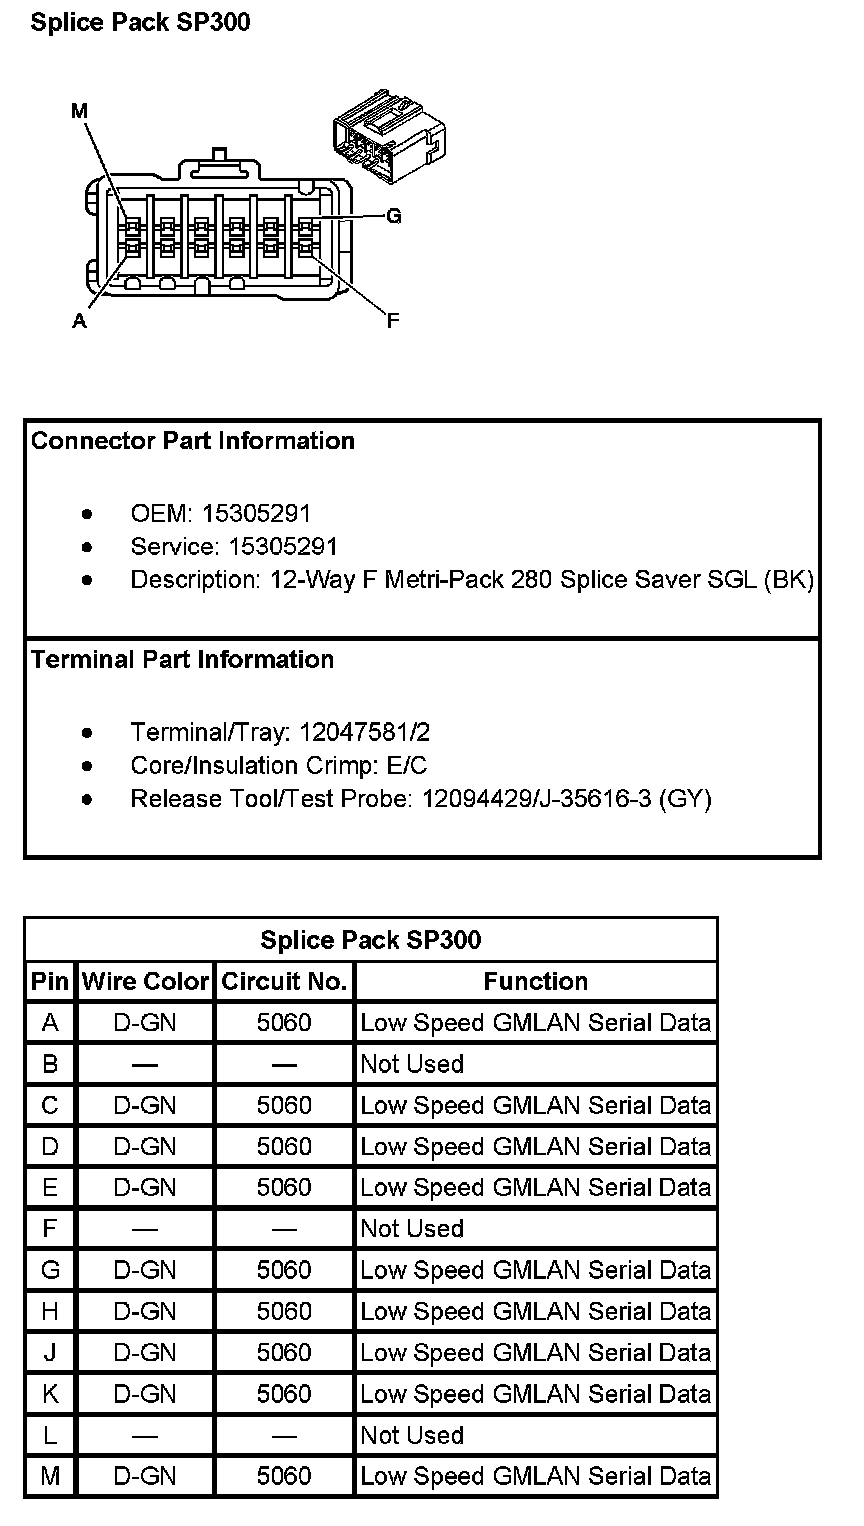 Splice Pack SP300
M
G
A
F
Connector Part Information
● OEM: 15305291
● Service: 15305291
● Description: 12-Way F Metri-Pack 280 Splice Saver SGL (BK)
Terminal Part Information
● Terminal/Tray: 12047581/2
● Core/Insulation Crimp: E/C
● Release Tool/Test Probe: 12094429/J-35616-3 (GY)
Splice Pack SP300
Pin Wire Color Circuit No. Function
A D-GN 5060 Low Speed GMLAN Serial Data
B — — Not Used
C D-GN 5060 Low Speed GMLAN Serial Data
D D-GN 5060 Low Speed GMLAN Serial Data
E D-GN 5060 Low Speed GMLAN Serial Data
F — — Not Used
G D-GN 5060 Low Speed GMLAN Serial Data
H D-GN 5060 Low Speed GMLAN Serial Data
J D-GN 5060 Low Speed GMLAN Serial Data
K D-GN 5060 Low Speed GMLAN Serial Data
L — — Not Used
M D-GN 5060 Low Speed GMLAN Serial Data